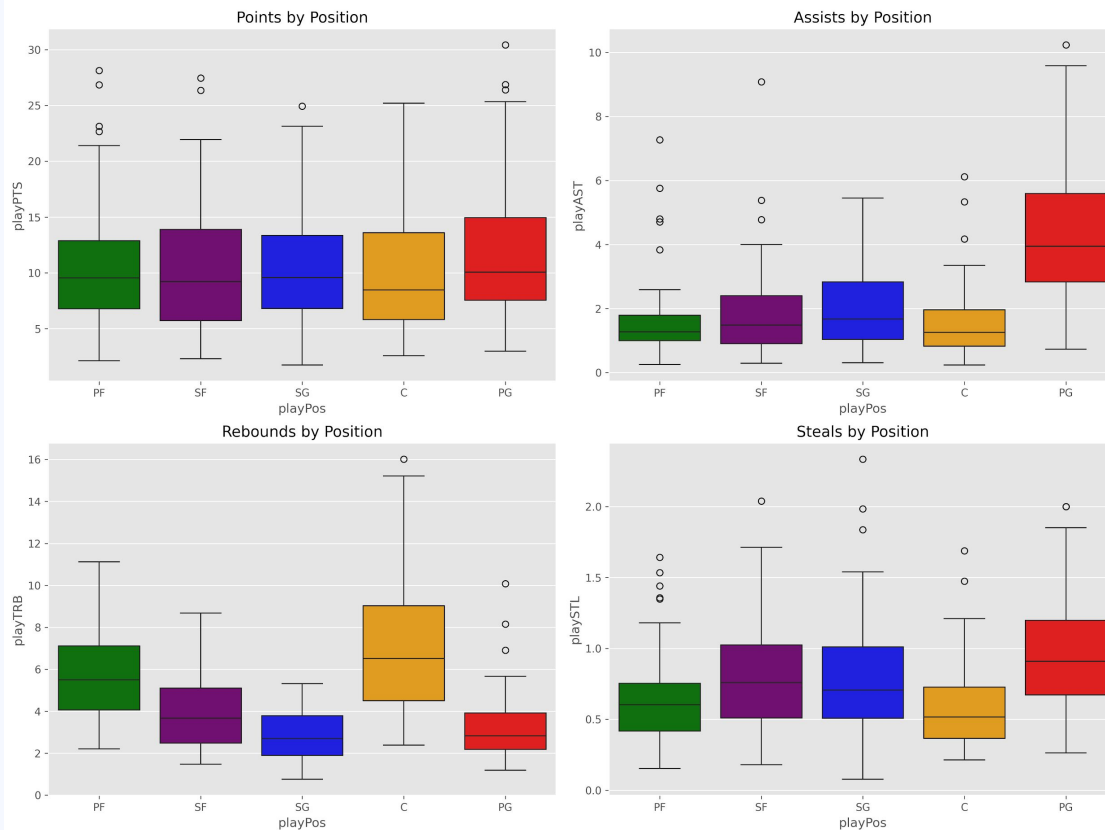 Points by Position
30
25
20
15
10
5
playPTS
PF SF SG C PG
playPos
Assists by Position
10
8
6
4
2
0
playAST
PF SF SG C PG
playPos
Rebounds by Position
16
14
12
10
8
6
4
2
0
playTRB
PF SF SG C PG
playPos
Steals by Position
2.0
1.5
1.0
0.5
0.0
playSTL
PF SF SG C PG
playPos